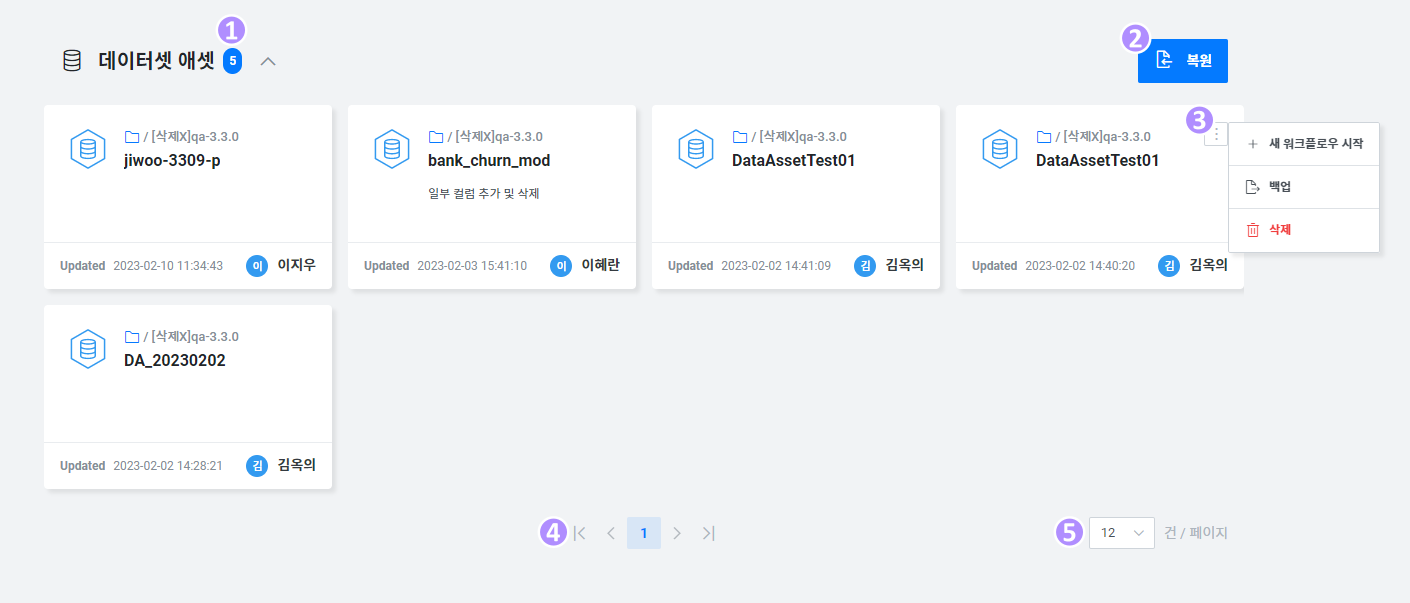 1
데이터셋 애셋 5
2
복원
/ [삭제X]qa-3.3.0
jiwoo-3309-p
Updated 2023-02-10 11:34:43 이 이지우
/ [삭제X]qa-3.3.0
bank_churn_mod
일부 컬럼 추가 및 삭제
Updated 2023-02-03 15:41:10 이 이혜란
/ [삭제X]qa-3.3.0
DataAssetTest01
Updated 2023-02-02 14:41:09 김 김옥의
/ [삭제X]qa-3.3.0
DataAssetTest01
Updated 2023-02-02 14:40:20 김 김옥의
3
새 워크플로우 시작
백업
삭제
/ [삭제X]qa-3.3.0
DA_20230202
Updated 2023-02-02 14:28:21 김 김옥의
4
1
5
12 건 / 페이지